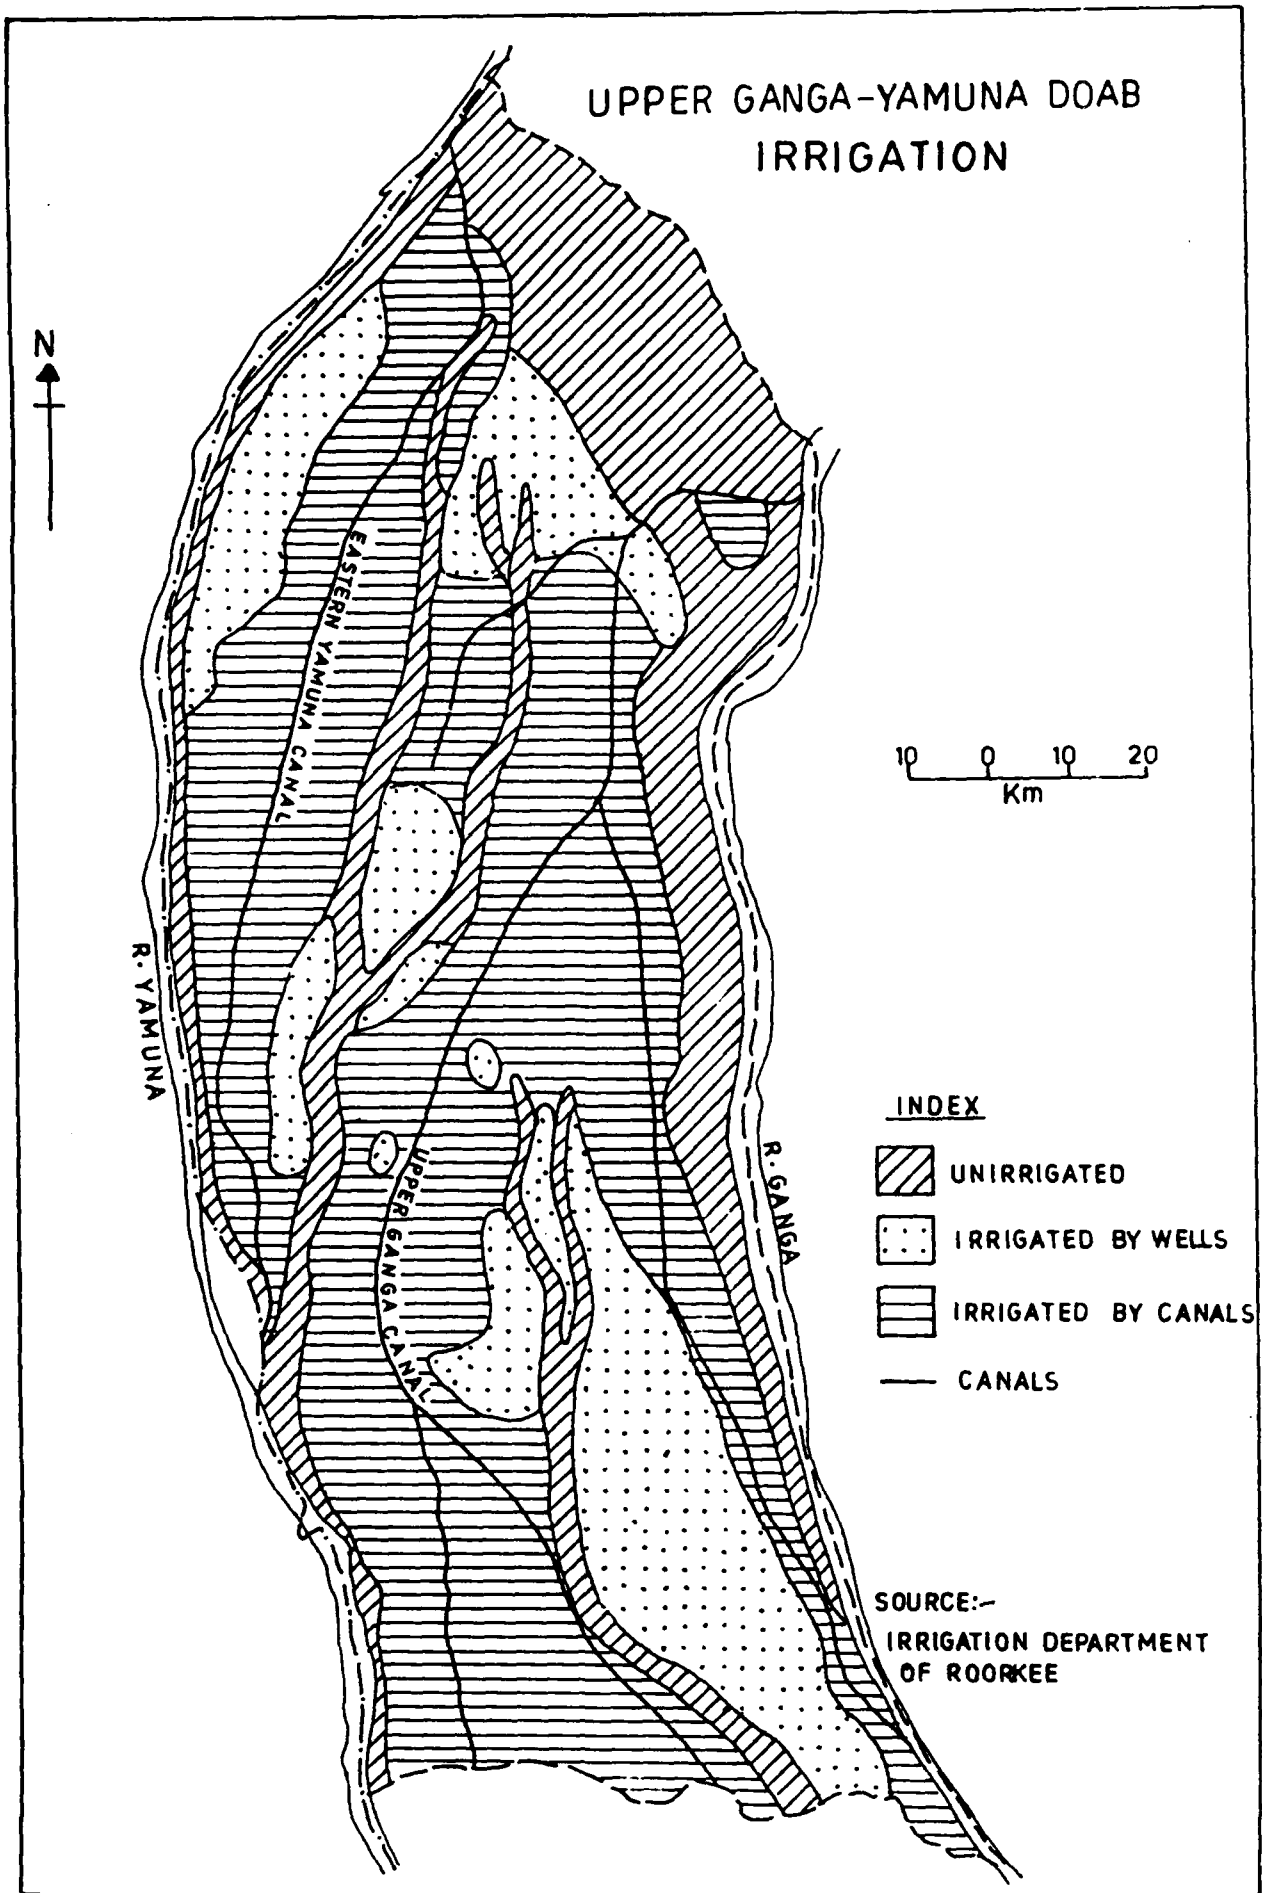 UPPER GANGA-YAMUNA DOAB
IRRIGATION
N
EASTERN YAMUNA CANAL
10 0 10 20
Km
R. YAMUNA
INDEX
UNIRRIGATED
R. GANGA
UPPER GANGA CANAL
IRRIGATED BY WELLS
IRRIGATED BY CANALS
CANALS
SOURCE:-
IRRIGATION DEPARTMENT
OF ROORKEE